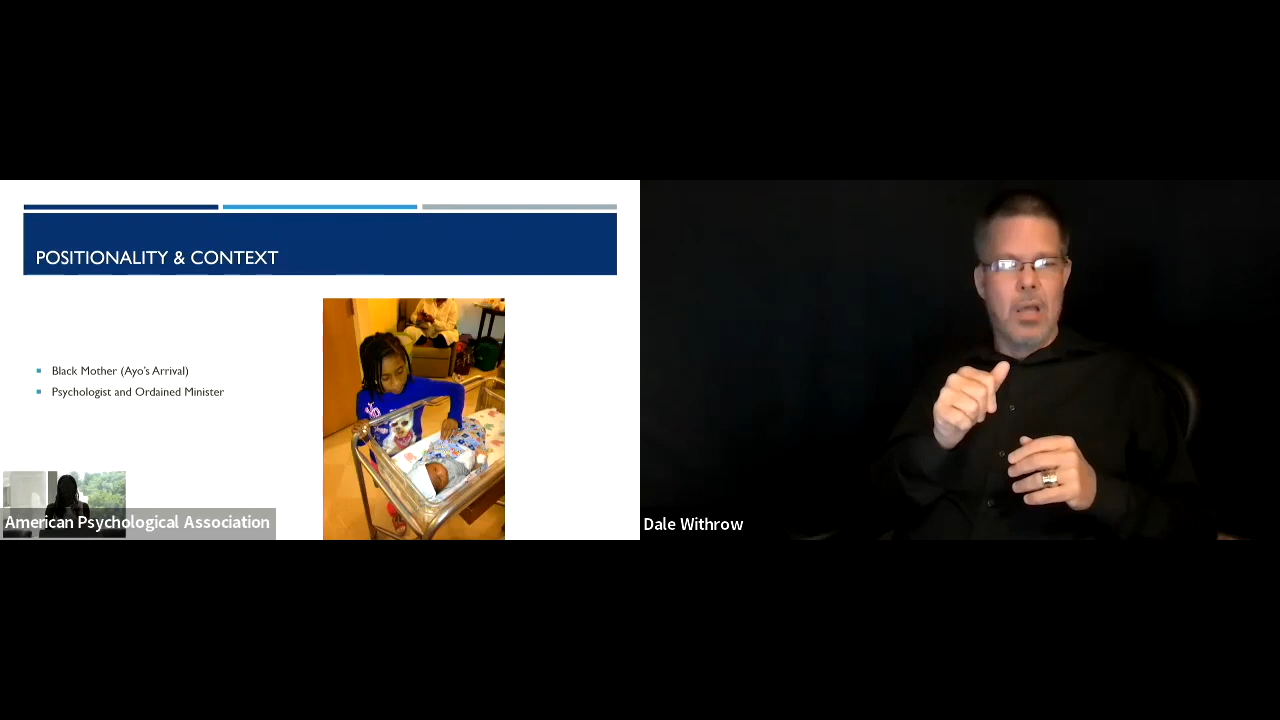 POSITIONALITY & CONTEXT
Black Mother (Ayo's Arrival)
Psychologist and Ordained Minister
American Psychological Association
Dale Withrow